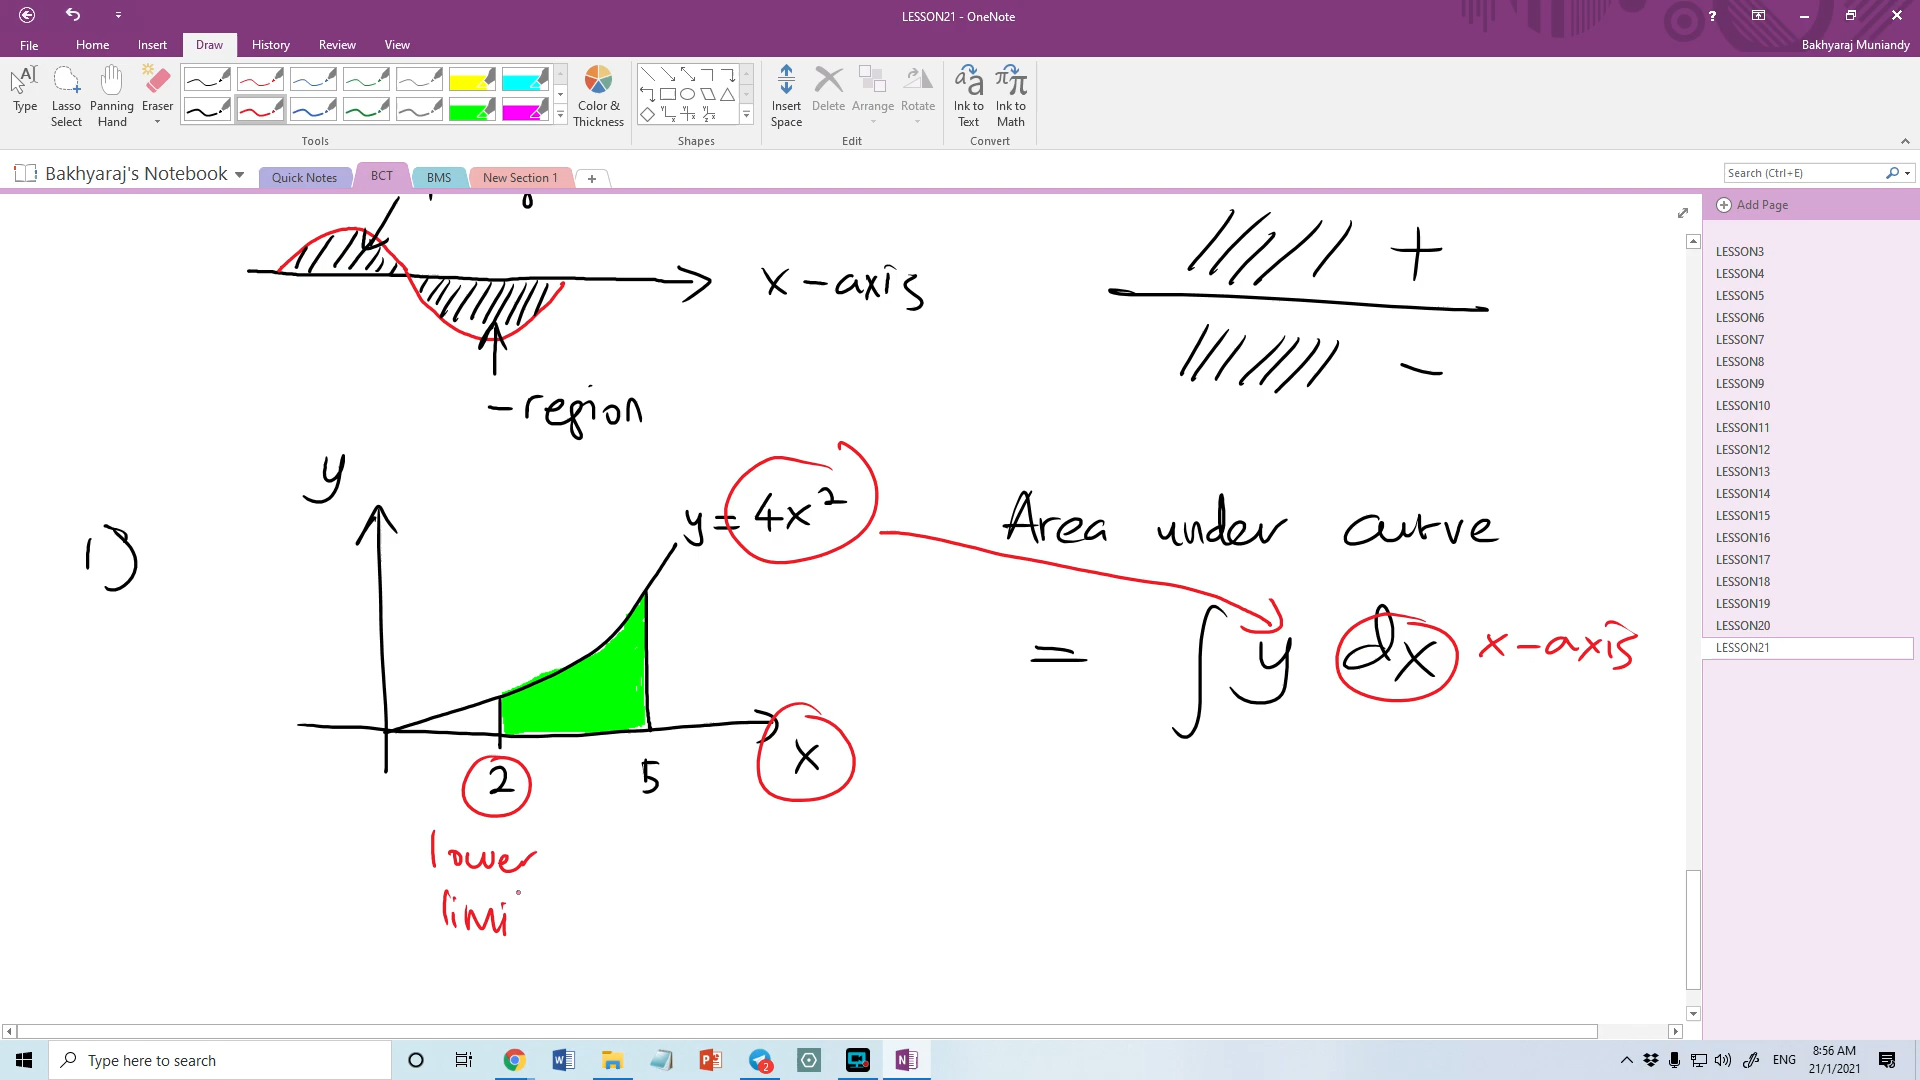 LESSON21 - OneNote
?
File
Home
Insert
Draw
History
Review
View
Bakhyaraj Muniandy
Type
Lasso
Select
Panning
Hand
Eraser
Color &
Thickness
Insert
Space
Delete
Arrange
Rotate
Ink to
Text
Ink to
Math
Tools
Shapes
Edit
Convert
Bakhyaraj's Notebook
Quick Notes
BCT
BMS
New Section 1
Search (Ctrl+E)
Add Page
LESSON3
LESSON4
LESSON5
LESSON6
LESSON7
LESSON8
LESSON9
LESSON10
LESSON11
LESSON12
LESSON13
LESSON14
LESSON15
LESSON16
LESSON17
LESSON18
LESSON19
LESSON20
LESSON21
x-axis
+
-
-region
1)
y
y = 4x²
Area under curve
= ∫ y dx x-axis
2
5
x
lower
limi
Type here to search
2
ENG
8:56 AM
21/1/2021